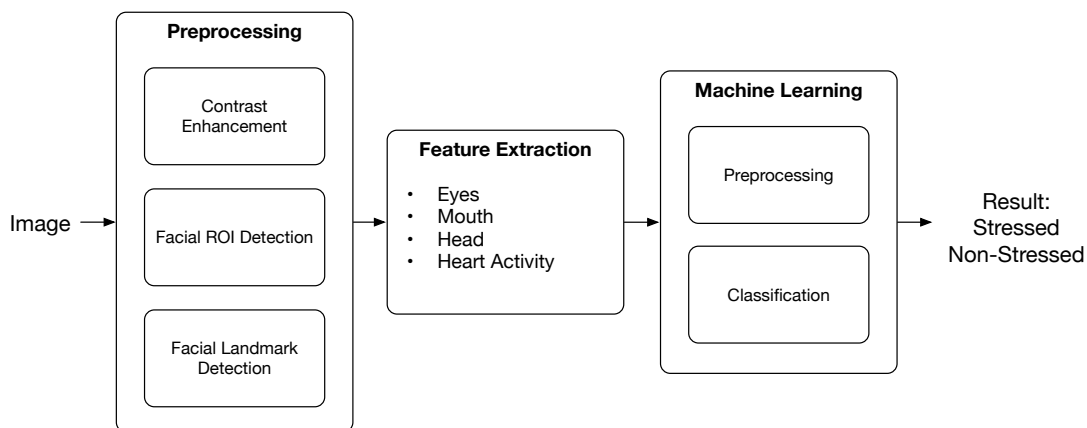 Image
Preprocessing
Contrast
Enhancement
Facial ROI Detection
Facial Landmark
Detection
Feature Extraction
• Eyes
• Mouth
• Head
• Heart Activity
Machine Learning
Preprocessing
Classification
Result:
Stressed
Non-Stressed